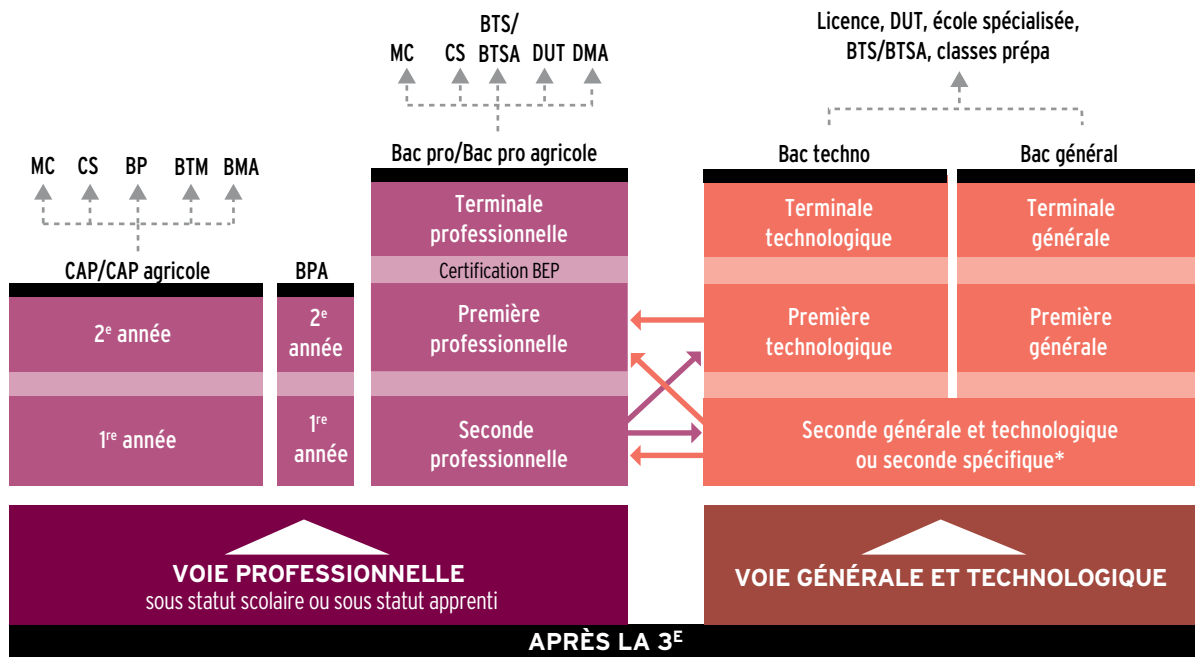 BTS/
MC CS BTSA DUT DMA
Licence, DUT, école spécialisée,
BTS/BTSA, classes prépa
Bac pro/Bac pro agricole
Bac techno
Bac général
MC CS BP BTM BMA
Terminale
professionnelle
Terminale
technologique
Terminale
générale
CAP/CAP agricole
BPA
Certification BEP
2e année
2e
année
Première
professionnelle
Première
technologique
Première
générale
1re année
1re
année
Seconde
professionnelle
Seconde générale et technologique
ou seconde spécifique*
VOIE PROFESSIONNELLE
sous statut scolaire ou sous statut apprenti
VOIE GÉNÉRALE ET TECHNOLOGIQUE
APRÈS LA 3E